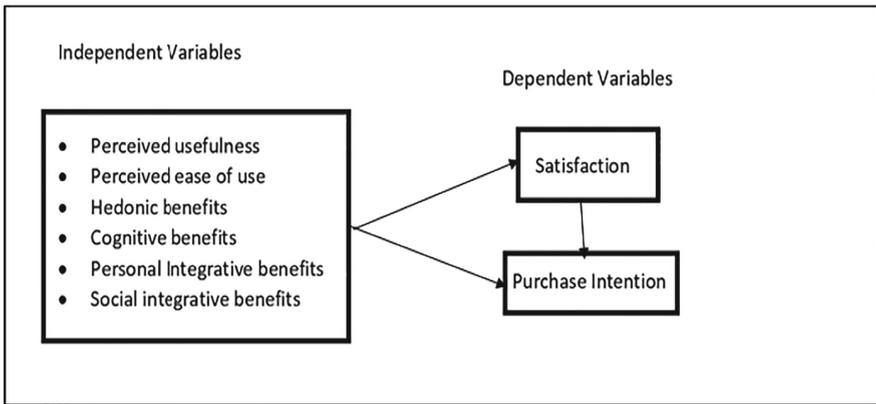 Independent Variables
Dependent Variables
• Perceived usefulness
• Perceived ease of use
• Hedonic benefits
• Cognitive benefits
• Personal Integrative benefits
• Social integrative benefits
Satisfaction
Purchase Intention